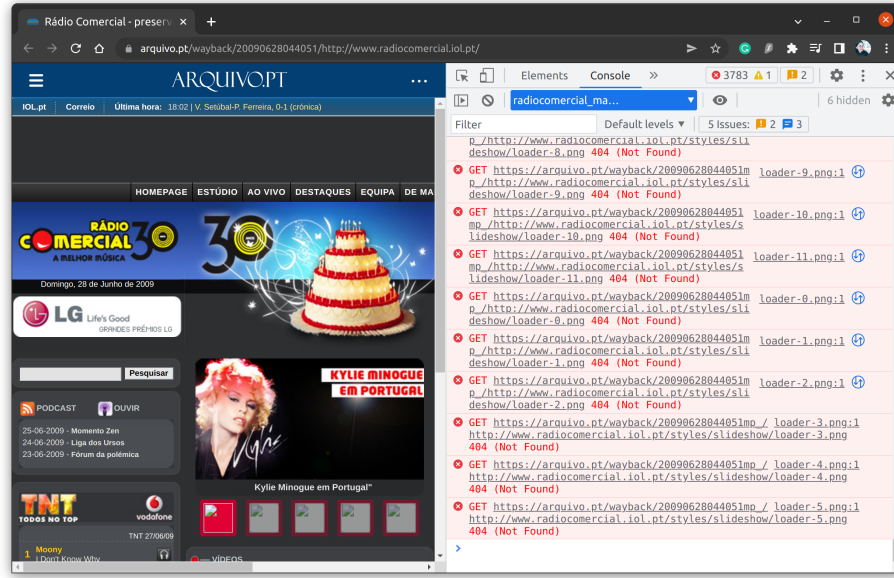 Rádio Comercial - preserv
arquivo.pt/wayback/20090628044051/http://www.radiocomercial.iol.pt/
ARQUIVO.PT
IOL.pt Correio Última hora: 18:02 | V. Setúbal-P. Ferreira, 0-1 (crónica)
HOMEPAGE ESTÚDIO AO VIVO DESTAQUES EQUIPA DE MA
RÁDIO
COMERCIAL 30
A MELHOR MÚSICA
30
Domingo, 28 de Junho de 2009
LG Life's Good
GRANDES PRÉMIOS LG
Pesquisar
PODCAST OUVIR
25-06-2009 - Momento Zen
24-06-2009 - Liga dos Ursos
23-06-2009 - Fórum da polémica
KYLIE MINOGUE
EM PORTUGAL
Kylie
Kylie Minogue em Portugal"
TNT
TODOS NO TOP
vodafone
TNT 27/06/09
1 Moony
I Don't Know Why
VÍDEOS
Elements Console 3783 1 2
radiocomercial_ma... 6 hidden
Filter Default levels 5 Issues: 2 3
p_/http://www.radiocomercial.iol.pt/styles/sli
deshow/loader-8.png 404 (Not Found)
GET https://arquivo.pt/wayback/20090628044051m loader-9.png:1
p_/http://www.radiocomercial.iol.pt/styles/sli
deshow/loader-9.png 404 (Not Found)
GET https://arquivo.pt/wayback/20090628044051 loader-10.png:1
mp_/http://www.radiocomercial.iol.pt/styles/s
lideshow/loader-10.png 404 (Not Found)
GET https://arquivo.pt/wayback/20090628044051 loader-11.png:1
mp_/http://www.radiocomercial.iol.pt/styles/s
lideshow/loader-11.png 404 (Not Found)
GET https://arquivo.pt/wayback/20090628044051m loader-0.png:1
p_/http://www.radiocomercial.iol.pt/styles/sli
deshow/loader-0.png 404 (Not Found)
GET https://arquivo.pt/wayback/20090628044051m loader-1.png:1
p_/http://www.radiocomercial.iol.pt/styles/sli
deshow/loader-1.png 404 (Not Found)
GET https://arquivo.pt/wayback/20090628044051m loader-2.png:1
p_/http://www.radiocomercial.iol.pt/styles/sli
deshow/loader-2.png 404 (Not Found)
GET https://arquivo.pt/wayback/20090628044051mp_/ loader-3.png:1
http://www.radiocomercial.iol.pt/styles/slideshow/loader-3.png
404 (Not Found)
GET https://arquivo.pt/wayback/20090628044051mp_/ loader-4.png:1
http://www.radiocomercial.iol.pt/styles/slideshow/loader-4.png
404 (Not Found)
GET https://arquivo.pt/wayback/20090628044051mp_/ loader-5.png:1
http://www.radiocomercial.iol.pt/styles/slideshow/loader-5.png
404 (Not Found)